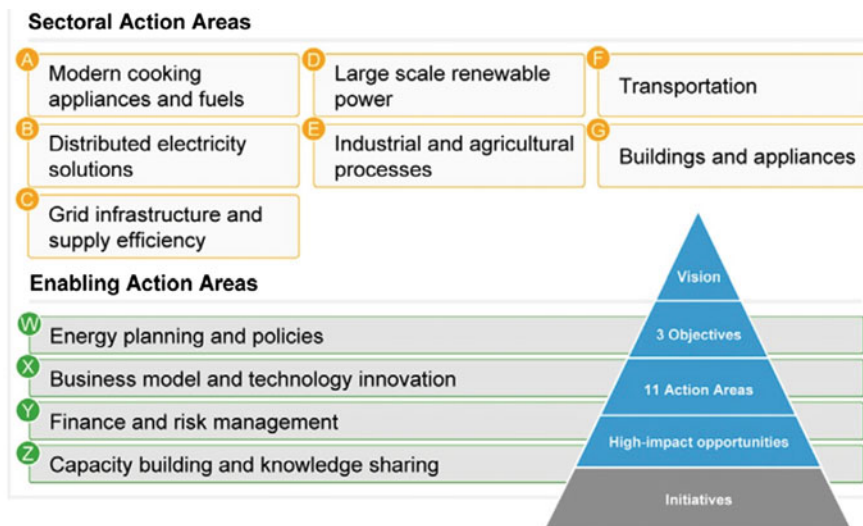 Sectoral Action Areas
A
Modern cooking
appliances and fuels
D
Large scale renewable
power
F
Transportation
B
Distributed electricity
solutions
E
Industrial and agricultural
processes
G
Buildings and appliances
C
Grid infrastructure and
supply efficiency
Enabling Action Areas
W
Energy planning and policies
X
Business model and technology innovation
Y
Finance and risk management
Z
Capacity building and knowledge sharing
Vision
3 Objectives
11 Action Areas
High-impact opportunities
Initiatives